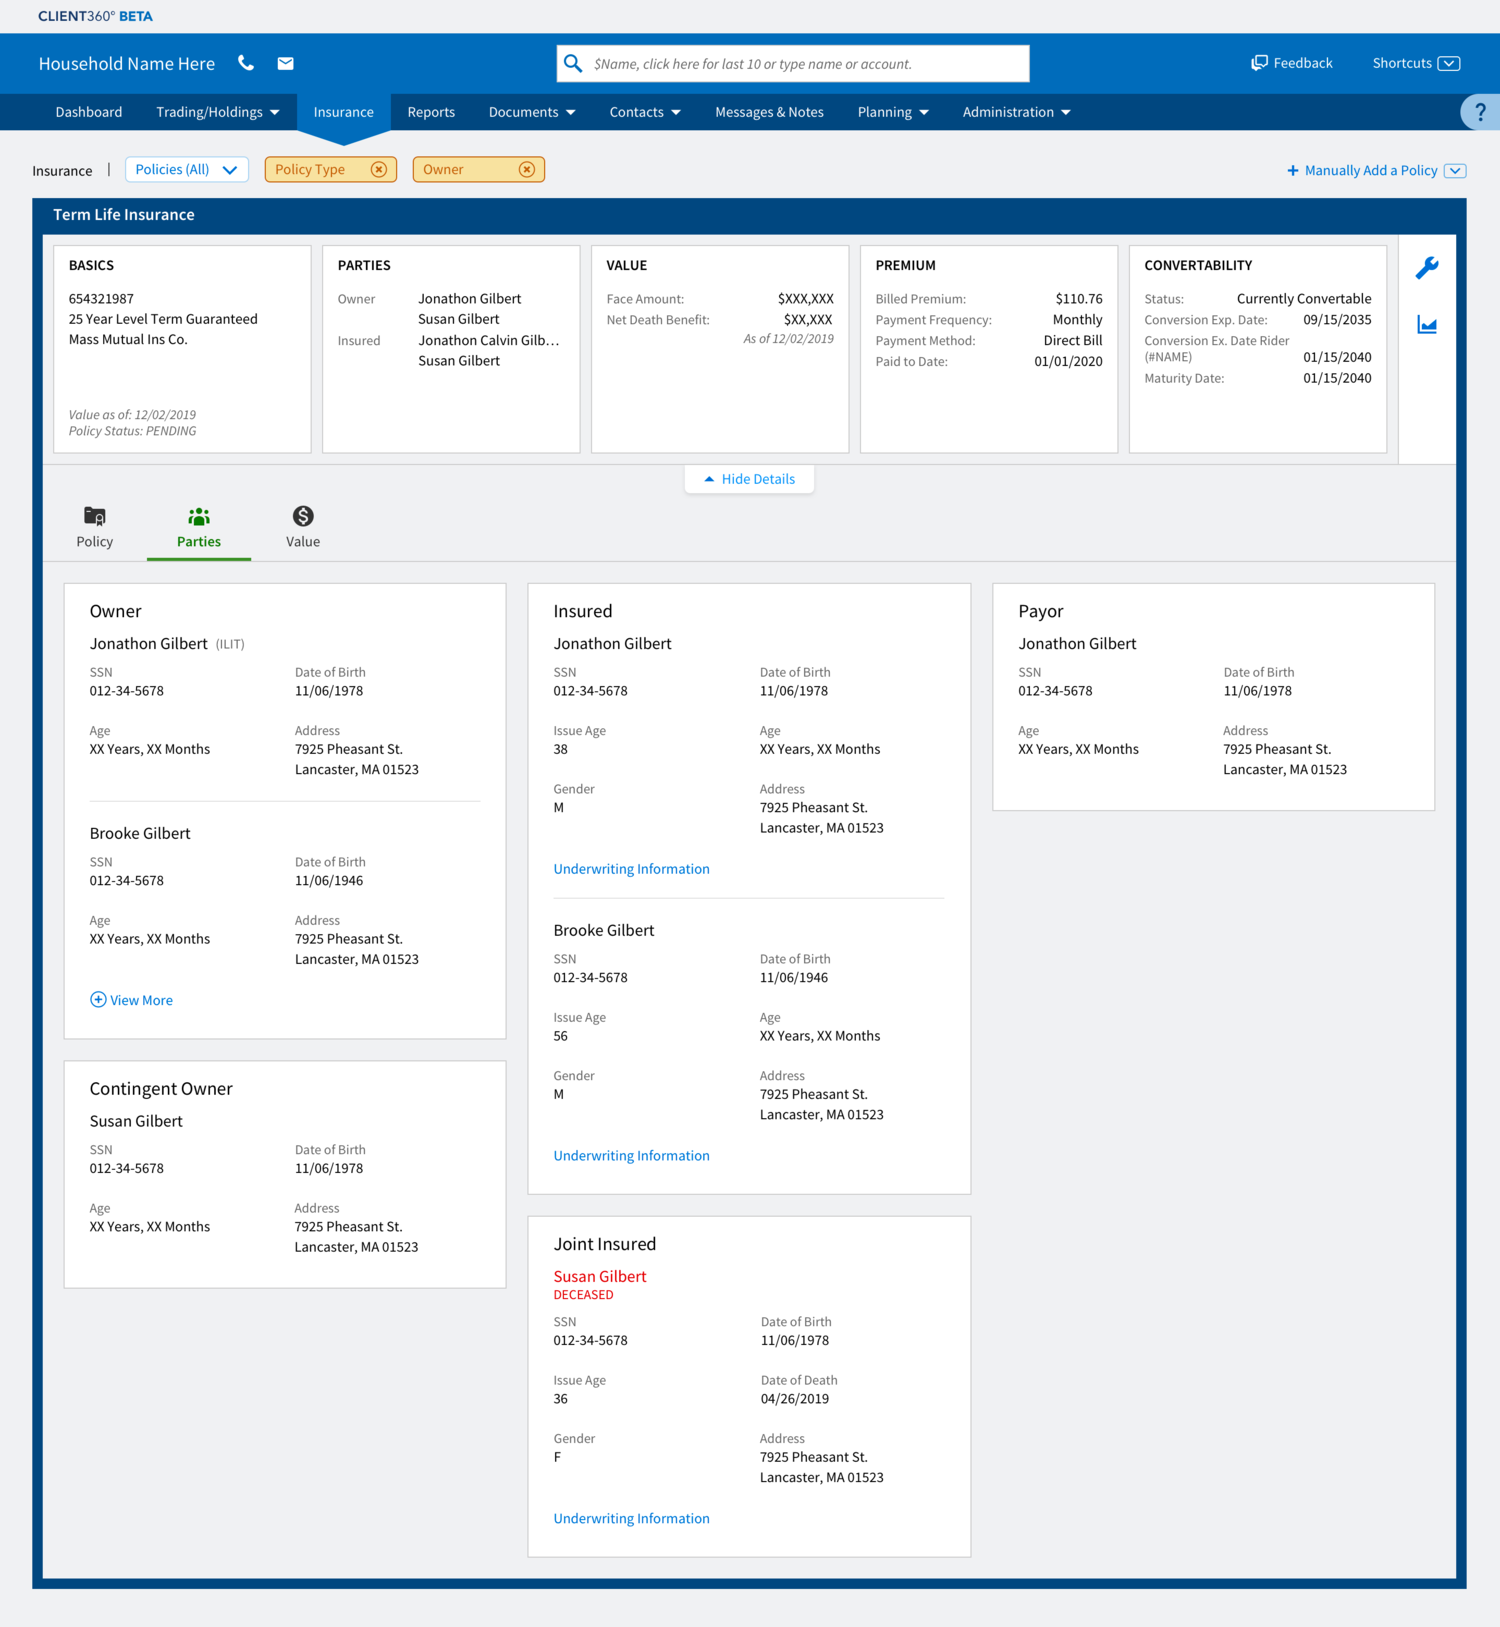 CLIENT360° BETA
Household Name Here
$Name, click here for last 10 or type name or account.
Feedback
Shortcuts
Dashboard
Trading/Holdings
Insurance
Reports
Documents
Contacts
Messages & Notes
Planning
Administration
?
Insurance |
Policies (All)
Policy Type
Owner
+ Manually Add a Policy
Term Life Insurance
BASICS
654321987
25 Year Level Term Guaranteed
Mass Mutual Ins Co.
Value as of: 12/02/2019
Policy Status: PENDING
PARTIES
Owner Jonathon Gilbert
Susan Gilbert
Insured Jonathon Calvin Gilb...
Susan Gilbert
VALUE
Face Amount: $XXX,XXX
Net Death Benefit: $XX,XXX
As of 12/02/2019
PREMIUM
Billed Premium: $110.76
Payment Frequency: Monthly
Payment Method: Direct Bill
Paid to Date: 01/01/2020
CONVERTABILITY
Status: Currently Convertable
Conversion Exp. Date: 09/15/2035
Conversion Ex. Date Rider
(#NAME) 01/15/2040
Maturity Date: 01/15/2040
Hide Details
Policy
Parties
Value
Owner
Jonathon Gilbert (ILIT)
SSN Date of Birth
012-34-5678 11/06/1978
Age Address
XX Years, XX Months 7925 Pheasant St.
Lancaster, MA 01523
Brooke Gilbert
SSN Date of Birth
012-34-5678 11/06/1946
Age Address
XX Years, XX Months 7925 Pheasant St.
Lancaster, MA 01523
View More
Contingent Owner
Susan Gilbert
SSN Date of Birth
012-34-5678 11/06/1978
Age Address
XX Years, XX Months 7925 Pheasant St.
Lancaster, MA 01523
Insured
Jonathon Gilbert
SSN Date of Birth
012-34-5678 11/06/1978
Issue Age Age
38 XX Years, XX Months
Gender Address
M 7925 Pheasant St.
Lancaster, MA 01523
Underwriting Information
Brooke Gilbert
SSN Date of Birth
012-34-5678 11/06/1946
Issue Age Age
56 XX Years, XX Months
Gender Address
M 7925 Pheasant St.
Lancaster, MA 01523
Underwriting Information
Joint Insured
Susan Gilbert
DECEASED
SSN Date of Birth
012-34-5678 11/06/1978
Issue Age Date of Death
36 04/26/2019
Gender Address
F 7925 Pheasant St.
Lancaster, MA 01523
Underwriting Information
Payor
Jonathon Gilbert
SSN Date of Birth
012-34-5678 11/06/1978
Age Address
XX Years, XX Months 7925 Pheasant St.
Lancaster, MA 01523